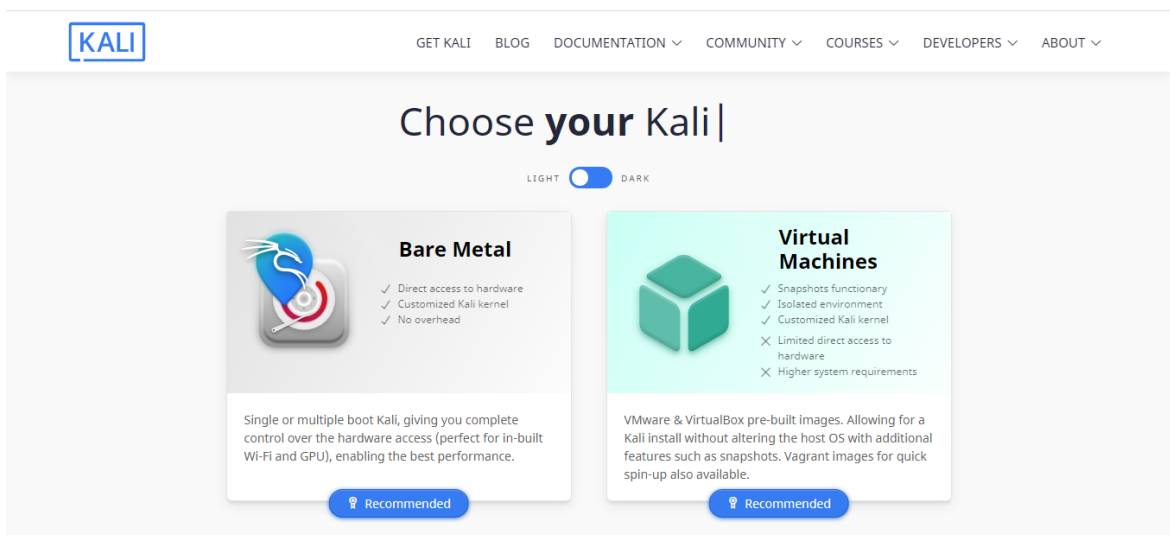 KALI
GET KALI BLOG DOCUMENTATION COMMUNITY COURSES DEVELOPERS ABOUT
Choose your Kali
LIGHT DARK
Bare Metal
Direct access to hardware
Customized Kali kernel
No overhead
Single or multiple boot Kali, giving you complete
control over the hardware access (perfect for in-built
Wi-Fi and GPU), enabling the best performance.
Recommended
Virtual
Machines
Snapshots functionary
Isolated environment
Customized Kali kernel
Limited direct access to
hardware
Higher system requirements
VMware & VirtualBox pre-built images. Allowing for a
Kali install without altering the host OS with additional
features such as snapshots. Vagrant images for quick
spin-up also available.
Recommended